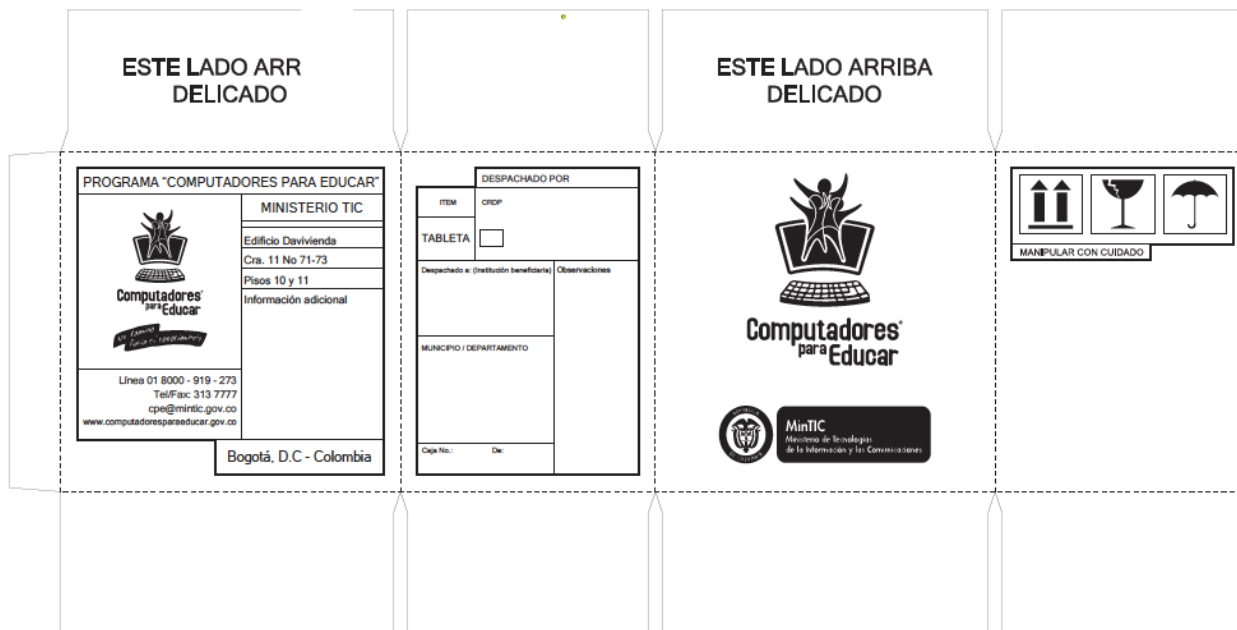 ESTE LADO ARR
DELICADO
ESTE LADO ARRIBA
DELICADO
PROGRAMA “COMPUTADORES PARA EDUCAR”
MINISTERIO TIC
Edificio Davivienda
Cra. 11 No 71-73
Pisos 10 y 11
Información adicional
Computadores
para Educar
Línea 01 8000 - 919 - 273
Tel/Fax: 313 7777
cpe@mintic.gov.co
www.computadoresparaeducar.gov.co
Bogotá, D.C - Colombia
DESPACHADO POR
ITEM
CRDP
TABLETA
Despachado a: (Institución beneficiaria)
Observaciones
MUNICIPIO / DEPARTAMENTO
Caja No.:
De:
Computadores
para Educar
MinTIC
Ministerio de Tecnologías
de la Información y las Comunicaciones
MANIPULAR CON CUIDADO